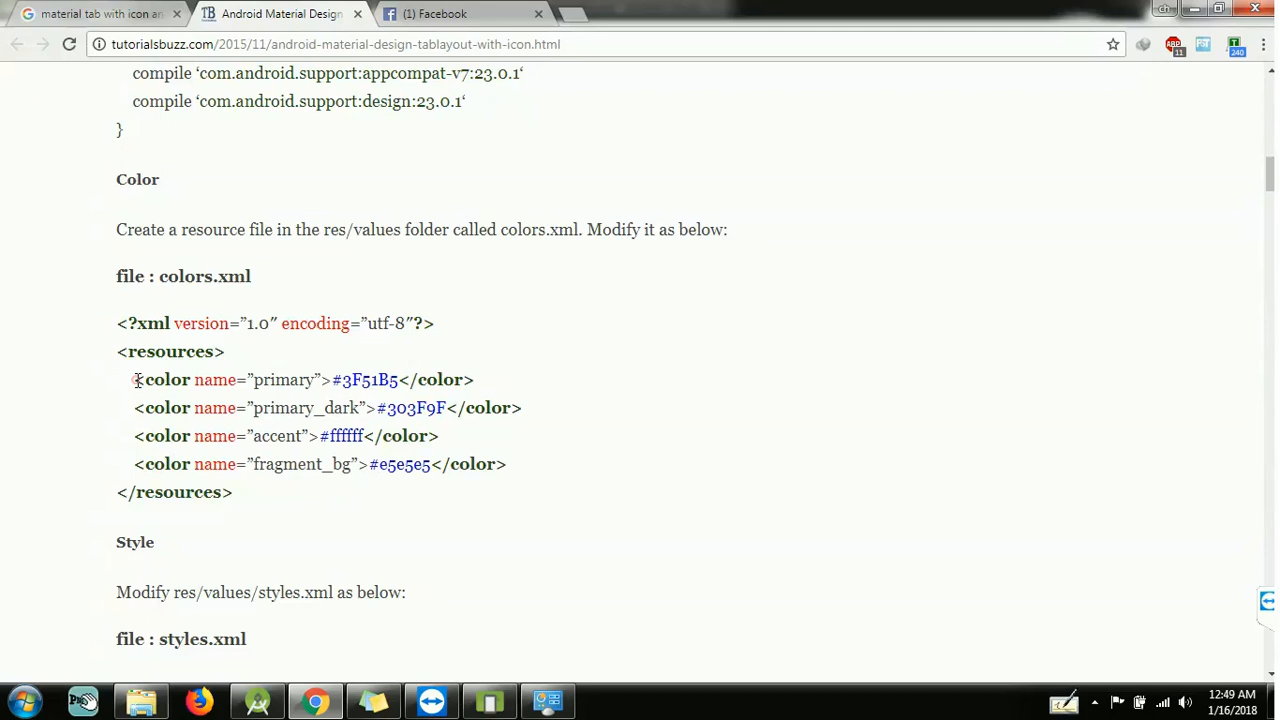 material tab with icon an
Android Material Design
(1) Facebook
tutorialsbuzz.com/2015/11/android-material-design-tablayout-with-icon.html
11
240
compile ‘com.android.support:appcompat-v7:23.0.1‘
compile ‘com.android.support:design:23.0.1‘
}
Color
Create a resource file in the res/values folder called colors.xml. Modify it as below:
file : colors.xml
<?xml version=”1.0″ encoding=”utf-8″?>
<resources>
<color name=”primary”>#3F51B5</color>
<color name=”primary_dark”>#303F9F</color>
<color name=”accent”>#ffffff</color>
<color name=”fragment_bg”>#e5e5e5</color>
</resources>
Style
Modify res/values/styles.xml as below:
file : styles.xml
12:49 AM
1/16/2018